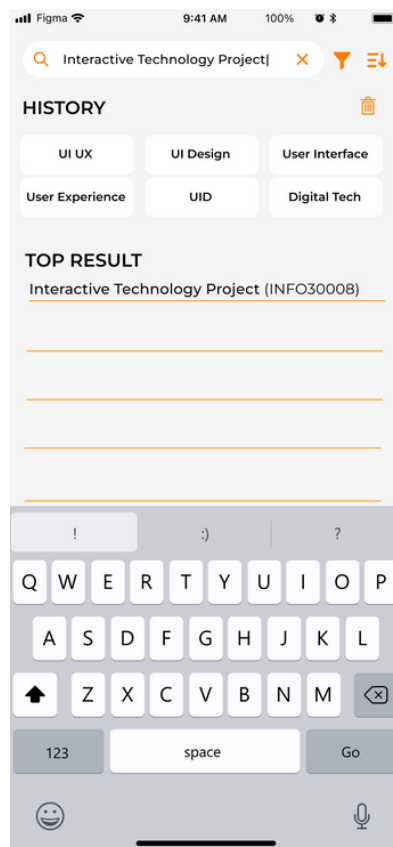 Figma 9:41 AM 100%
Interactive Technology Project
HISTORY
UI UX UI Design User Interface
User Experience UID Digital Tech
TOP RESULT
Interactive Technology Project (INFO30008)
! :) ?
Q W E R T Y U I O P
A S D F G H J K L
Z X C V B N M
123 space Go